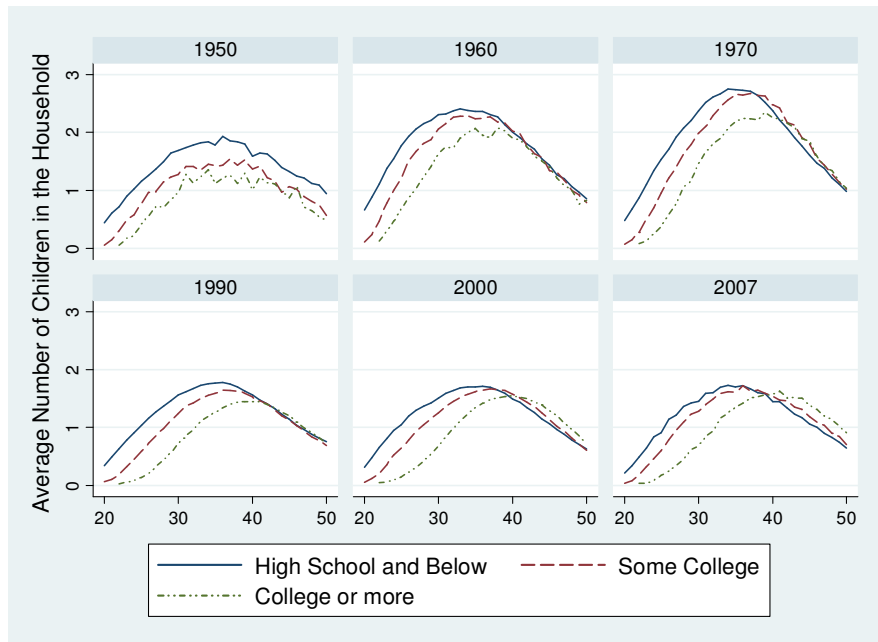 Average Number of Children in the Household
1950 1960 1970
3
2
1
0
1990 2000 2007
3
2
1
0
20 30 40 50 20 30 40 50 20 30 40 50
High School and Below Some College
College or more